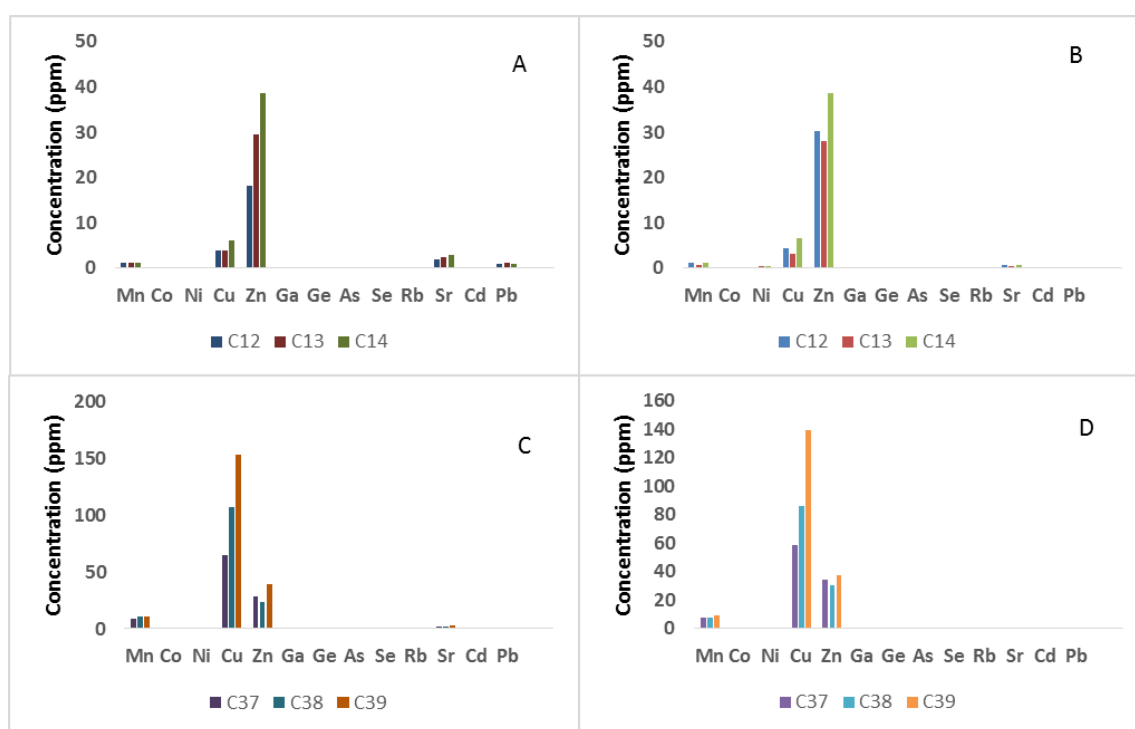 A
Concentration (ppm)
50
40
30
20
10
0
Mn Co Ni Cu Zn Ga Ge As Se Rb Sr Cd Pb
C12 C13 C14
B
Concentration (ppm)
50
40
30
20
10
0
Mn Co Ni Cu Zn Ga Ge As Se Rb Sr Cd Pb
C12 C13 C14
C
Concentration (ppm)
200
150
100
50
0
Mn Co Ni Cu Zn Ga Ge As Se Rb Sr Cd Pb
C37 C38 C39
D
Concentration (ppm)
160
140
120
100
80
60
40
20
0
Mn Co Ni Cu Zn Ga Ge As Se Rb Sr Cd Pb
C37 C38 C39